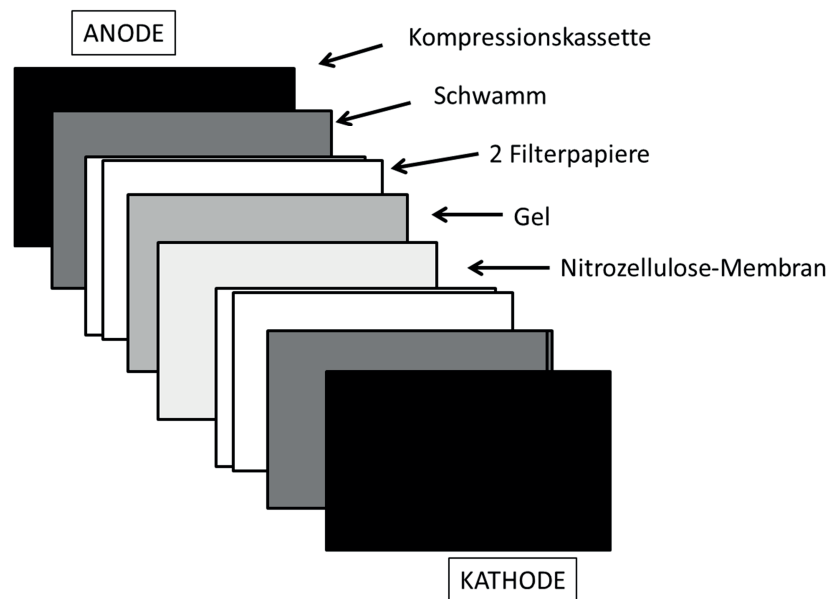 ANODE
Kompressionskassette
Schwamm
2 Filterpapiere
Gel
Nitrozellulose-Membran
KATHODE